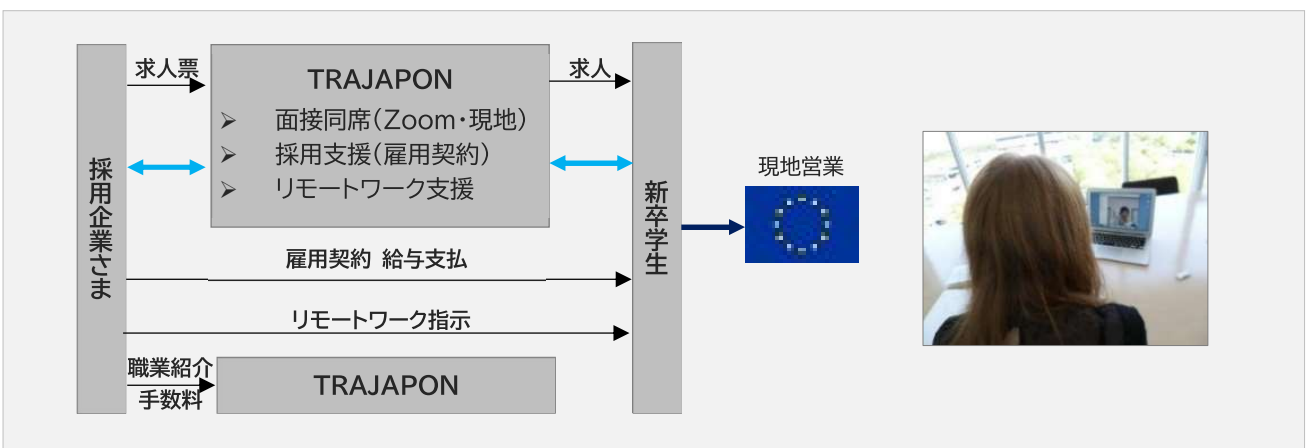 求人票
TRAJAPON
➢ 面接同席(Zoom・現地)
➢ 採用支援(雇用契約)
➢ リモートワーク支援
求人
採用企業さま
新卒学生
現地営業
雇用契約 給与支払
リモートワーク指示
職業紹介
手数料
TRAJAPON